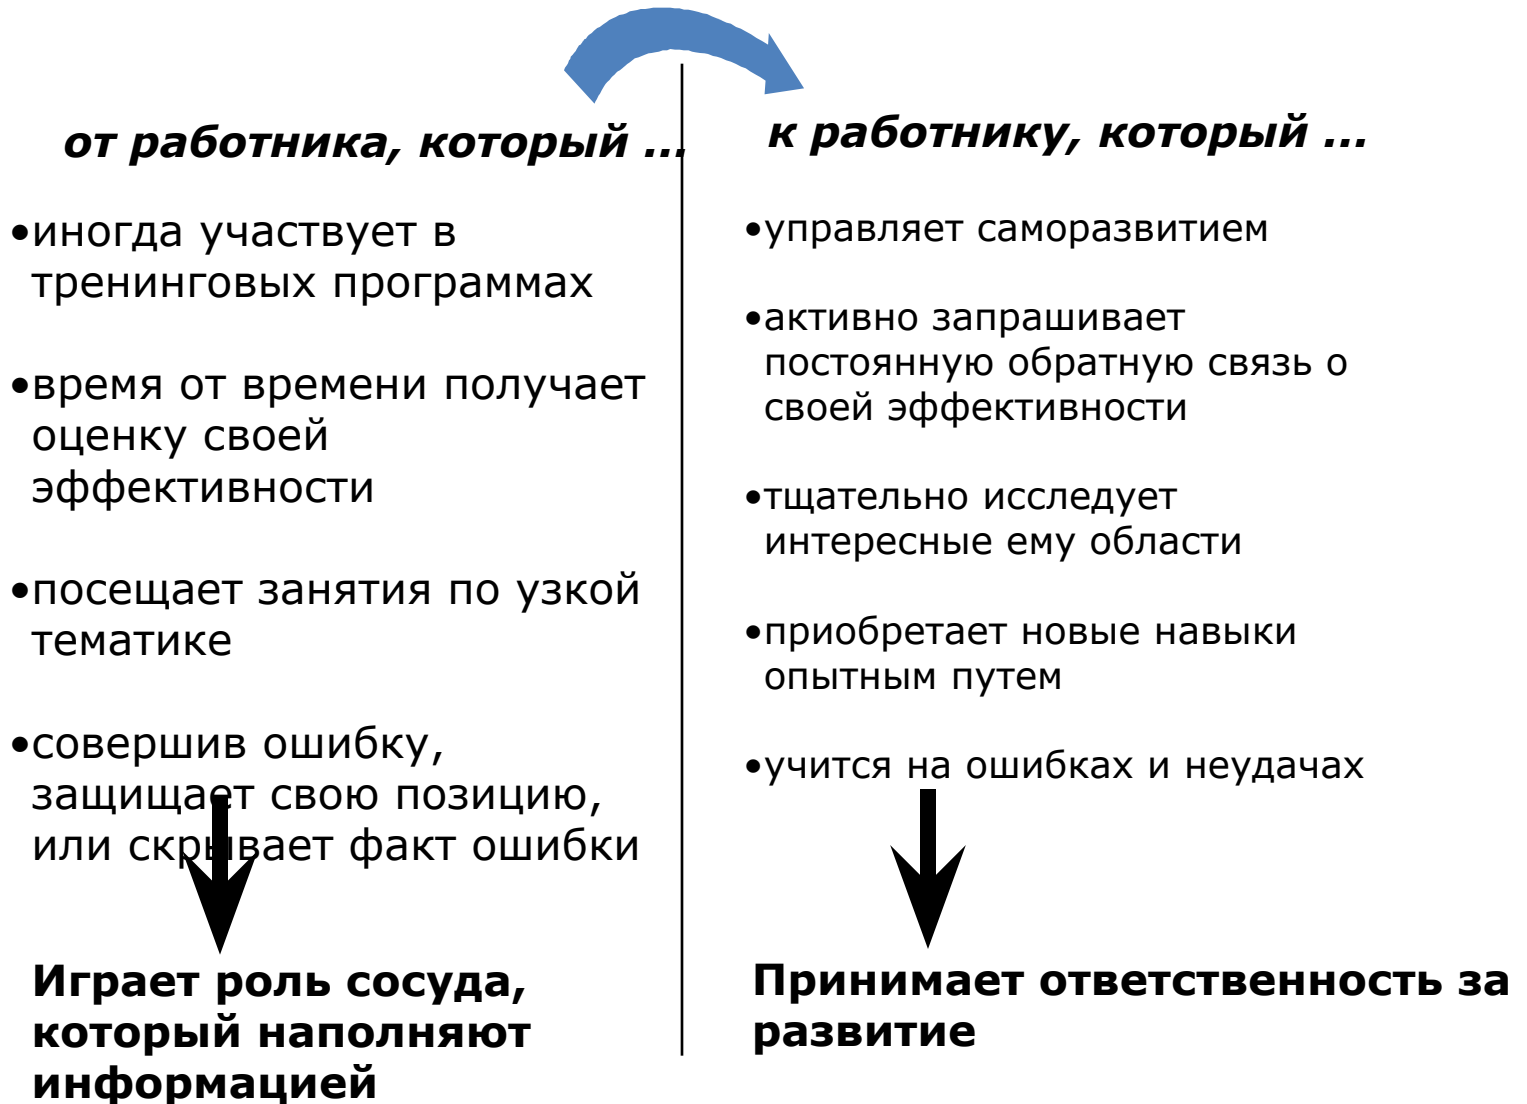 от работника, который ...
•иногда участвует в
тренинговых программах
•время от времени получает
оценку своей
эффективности
•посещает занятия по узкой
тематике
•совершив ошибку,
защищает свою позицию,
или скрывает факт ошибки
Играет роль сосуда,
который наполняют
информацией
к работнику, который ...
•управляет саморазвитием
•активно запрашивает
постоянную обратную связь о
своей эффективности
•тщательно исследует
интересные ему области
•приобретает новые навыки
опытным путем
•учится на ошибках и неудачах
Принимает ответственность за
развитие